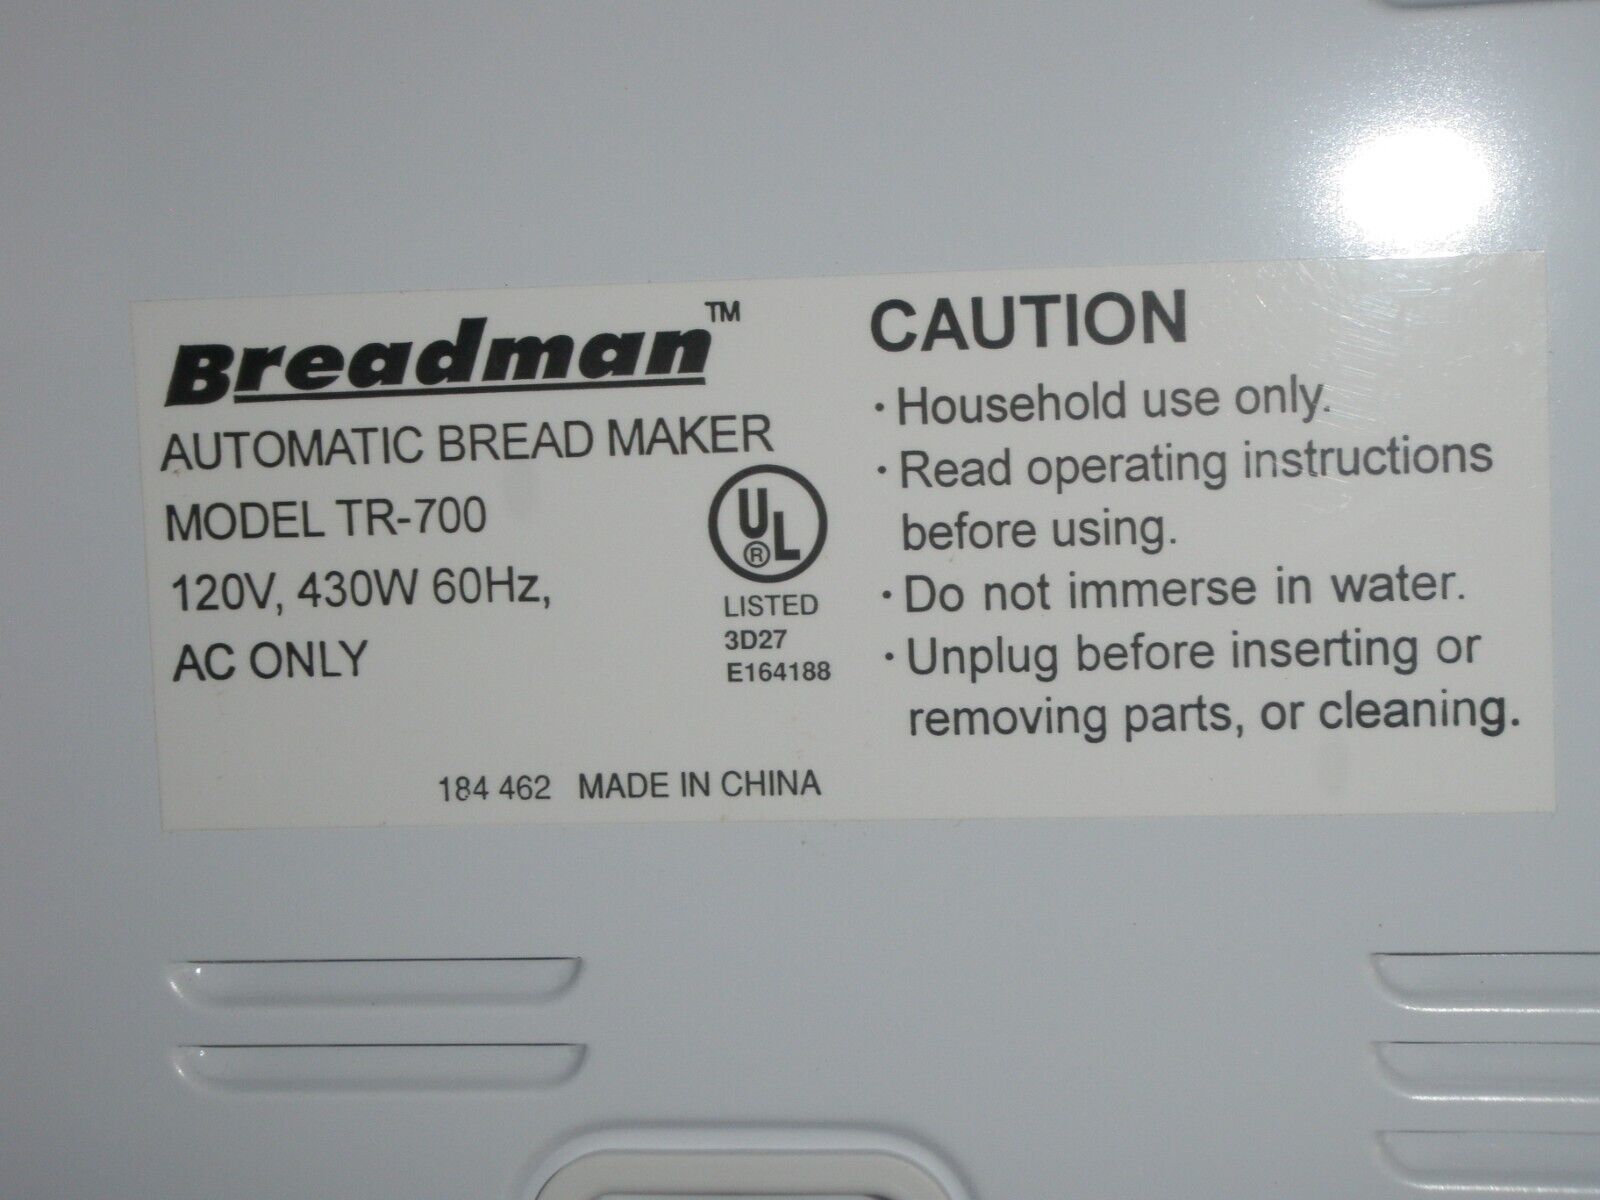 Breadman™
AUTOMATIC BREAD MAKER
MODEL TR-700
120V, 430W 60Hz,
AC ONLY
UL®
LISTED
3D27
E164188
184 462 MADE IN CHINA
CAUTION
· Household use only.
· Read operating instructions
before using.
· Do not immerse in water.
· Unplug before inserting or
removing parts, or cleaning.